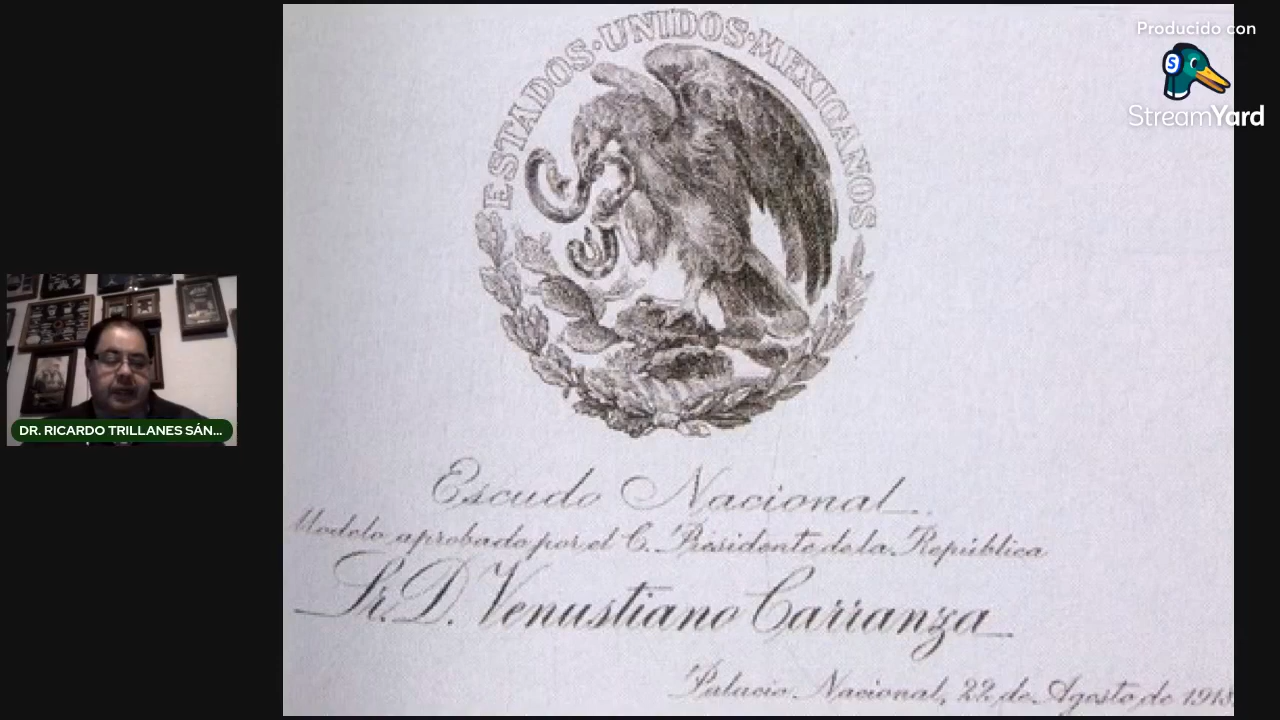 Producido con
StreamYard
ESTADOS·UNIDOS·MEXICANOS
Escudo Nacional.
Modelo aprobado por el C. Presidente de la República
Sr. D. Venustiano Carranza
Palacio Nacional, 22 de Agosto de
DR. RICARDO TRILLANES SÁN...